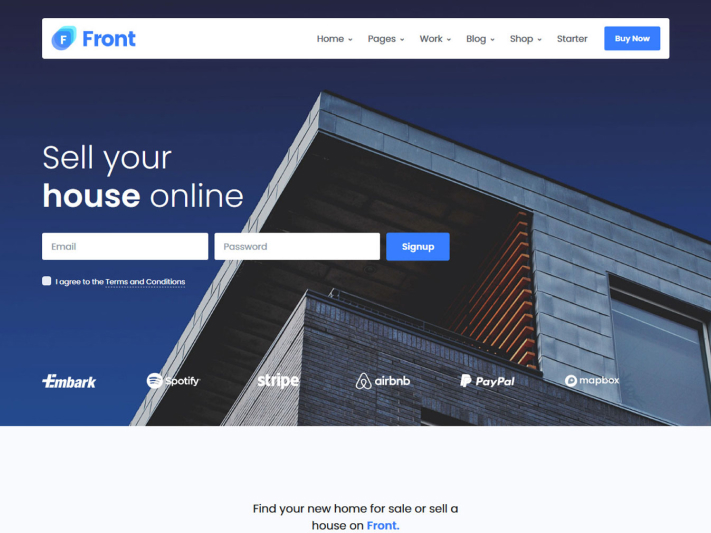 F Front
Home Pages Work Blog Shop Starter Buy Now
Sell your
house online
Email Password Signup
I agree to the Terms and Conditions
Embark Spotify stripe airbnb PayPal mapbox
Find your new home for sale or sell a
house on Front.